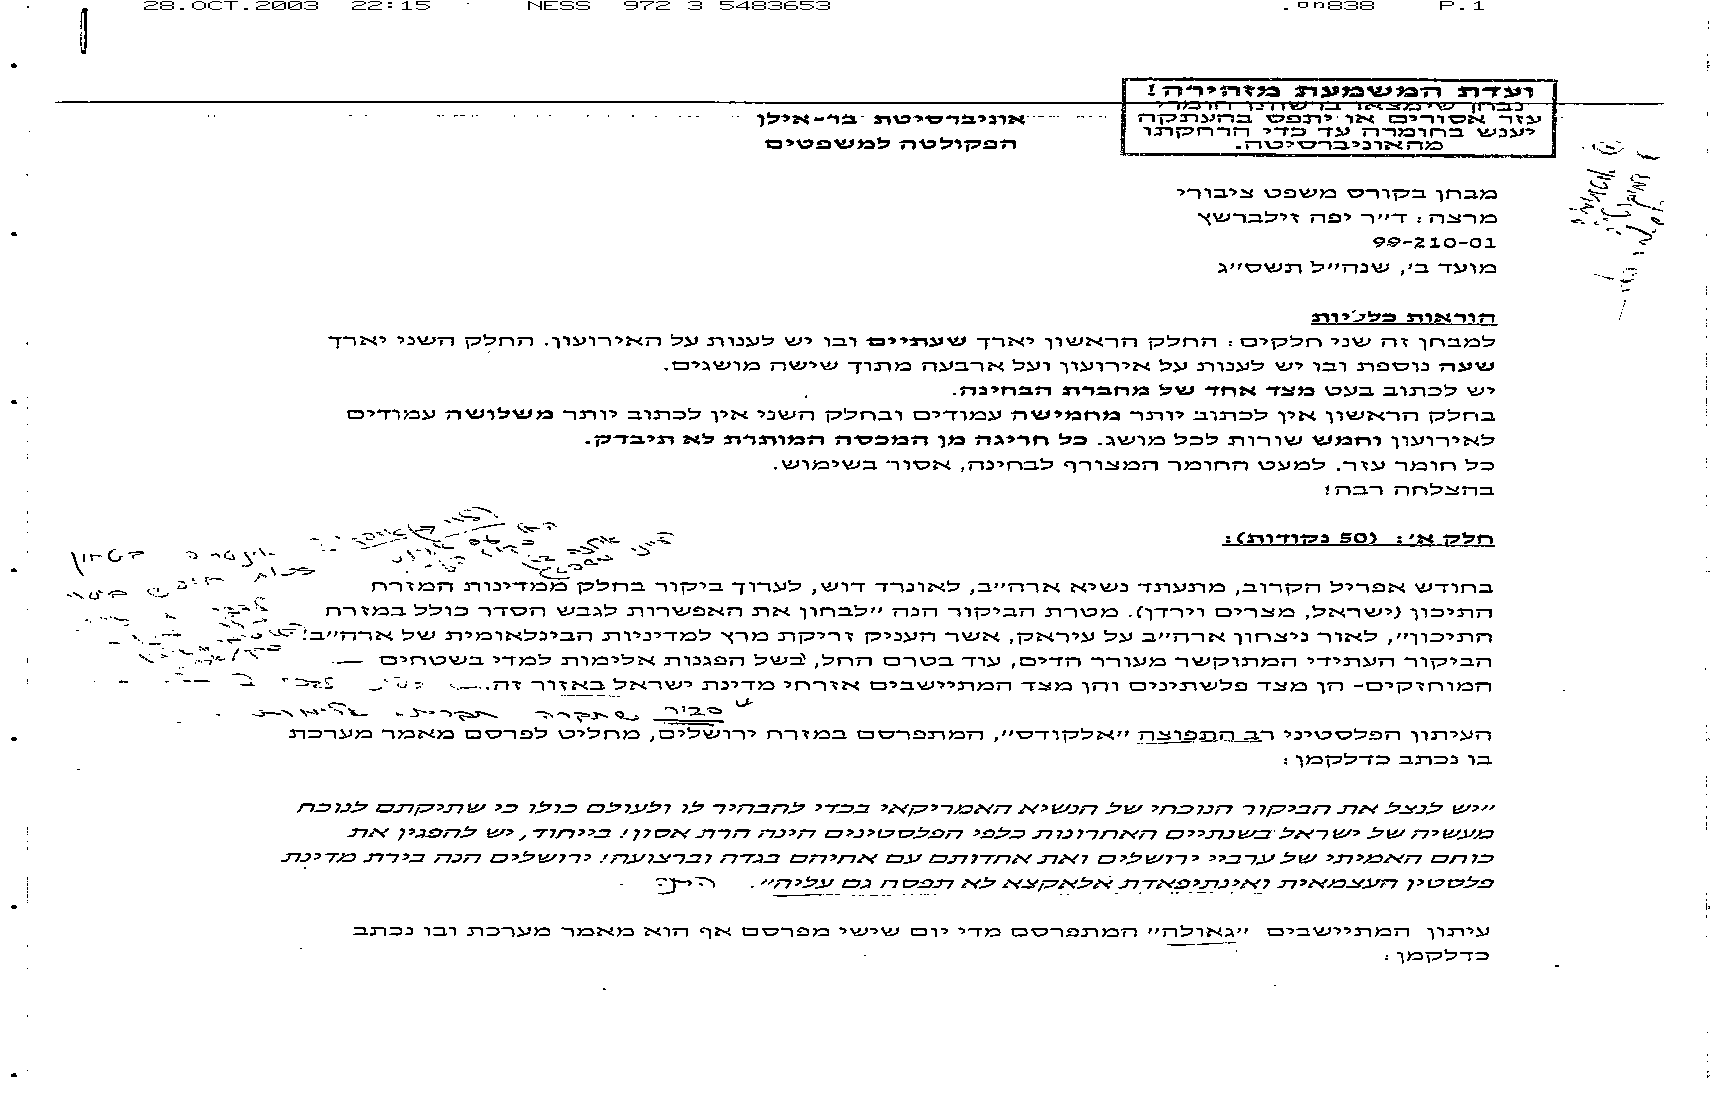 28.OCT.2003 22:15 NESS 972 3 5483653 P.1
ועדת המשמעת מזהירה!
נבחן שימצאו ברשותו חומרי
עזר אסורים או יתפס בהעתקה
יענש בחומרה עד כדי הרחקתו
מהאוניברסיטה.
אוניברסיטת בר-אילן
הפקולטה למשפטים
מבחן בקורס משפט ציבורי
מרצה: ד״ר יפה זילברשץ
99-210-01
מועד ב׳, שנה״ל תשס״ג
הוראות כלליות
למבחן זה שני חלקים: החלק הראשון יארך שעתיים ובו יש לענות על האירועון. החלק השני יארך
שעה נוספת ובו יש לענות על אירועון ועל ארבעה מתוך שישה מושגים.
יש לכתוב בעט מצד אחד של מחברת הבחינה.
בחלק הראשון אין לכתוב יותר מחמישה עמודים ובחלק השני אין לכתוב יותר משלושה עמודים
לאירועון וחמש שורות לכל מושג. כל חריגה מן המכסה המותרת לא תיבדק.
כל חומר עזר, למעט החומר המצורף לבחינה, אסור בשימוש.
בהצלחה רבה!
חלק א׳: (50 נקודות):
בחודש אפריל הקרוב, מתעתד נשיא ארה״ב, לאונרד דוש, לערוך ביקור בחלק ממדינות המזרח
התיכון (ישראל, מצרים וירדן). מטרת הביקור הנה ״לבחון את האפשרות לגבש הסדר כולל במזרח
התיכון״, לאור ניצחון ארה״ב על עיראק, אשר העניק זריקת מרץ למדיניות הבינלאומית של ארה״ב.
הביקור העתידי המתוקשר מעורר הדים, עוד בטרם החל, בשל הפגנות אלימות למדי בשטחים
המוחזקים- הן מצד פלשתינים והן מצד המתיישבים אזרחי מדינת ישראל באזור זה.
סביר שתקרה אלימות
העיתון הפלסטיני רב התפוצה ״אלקודס״, המתפרסם במזרח ירושלים, מחליט לפרסם מאמר מערכת
בו נכתב כדלקמן:
״יש לנצל את הביקור הנוכחי של הנשיא האמריקאי בכדי להבהיר לו ולעולם כולו כי שתיקתם לנוכח
מעשיה של ישראל בשנתיים האחרונות כלפי הפלסטינים הינה הרת אסון! בייחוד, יש להפגין את
כוחם האמיתי של ערביי ירושלים ואת אחדותם עם אחיהם בגדה וברצועה! ירושלים הנה בירת מדינת
פלסטין העצמאית ואינתיפאדת אלאקצא לא תפסח גם עליה״.
עיתון המתיישבים ״גאולה״ המתפרסם מדי יום שישי מפרסם אף הוא מאמר מערכת ובו נכתב
כדלקמן: